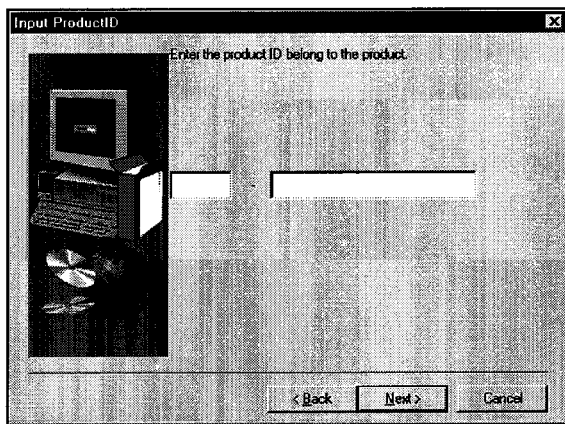 Input ProductID
Enter the product ID belong to the product.
-
< Back
Next >
Cancel